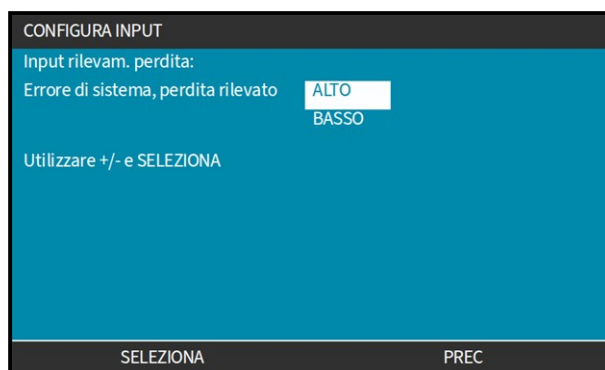 CONFIGURA INPUT
Input rilevam. perdita:
Errore di sistema, perdita rilevato ALTO
BASSO
Utilizzare +/- e SELEZIONA
SELEZIONA PREC